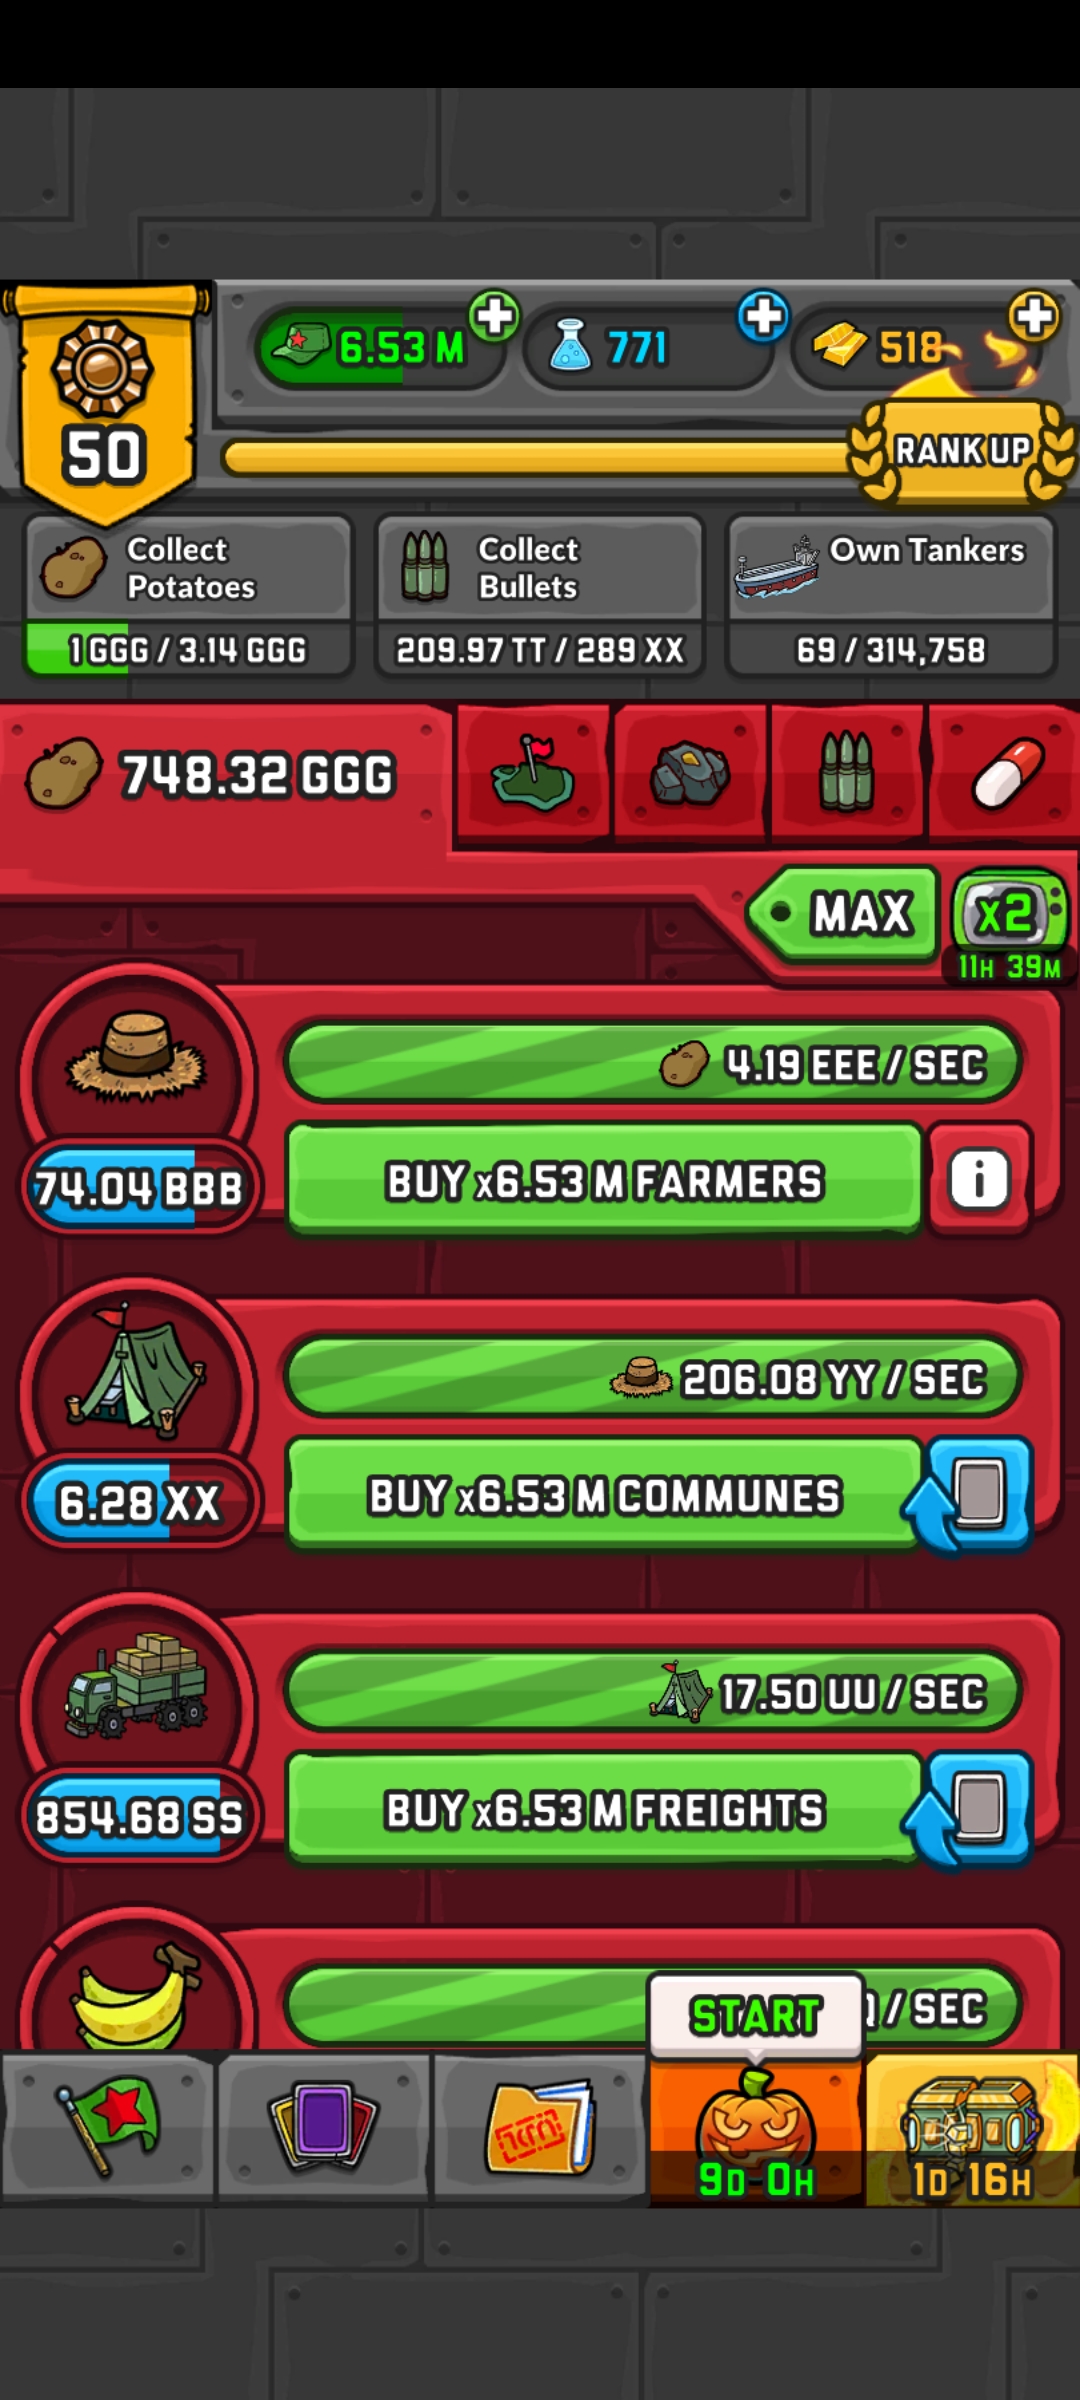 6.53 M
771
518
50
RANK UP
Collect
Potatoes
Collect
Bullets
Own Tankers
1 GGG / 3.14 GGG
209.97 TT / 289 XX
69 / 314,758
748.32 GGG
MAX
x2
11H 39M
4.19 EEE / SEC
74.04 BBB
BUY x6.53 M FARMERS
i
206.08 YY / SEC
6.28 XX
BUY x6.53 M COMMUNES
17.50 UU / SEC
854.68 SS
BUY x6.53 M FREIGHTS
/ SEC
START
9D 0H
1D 16H